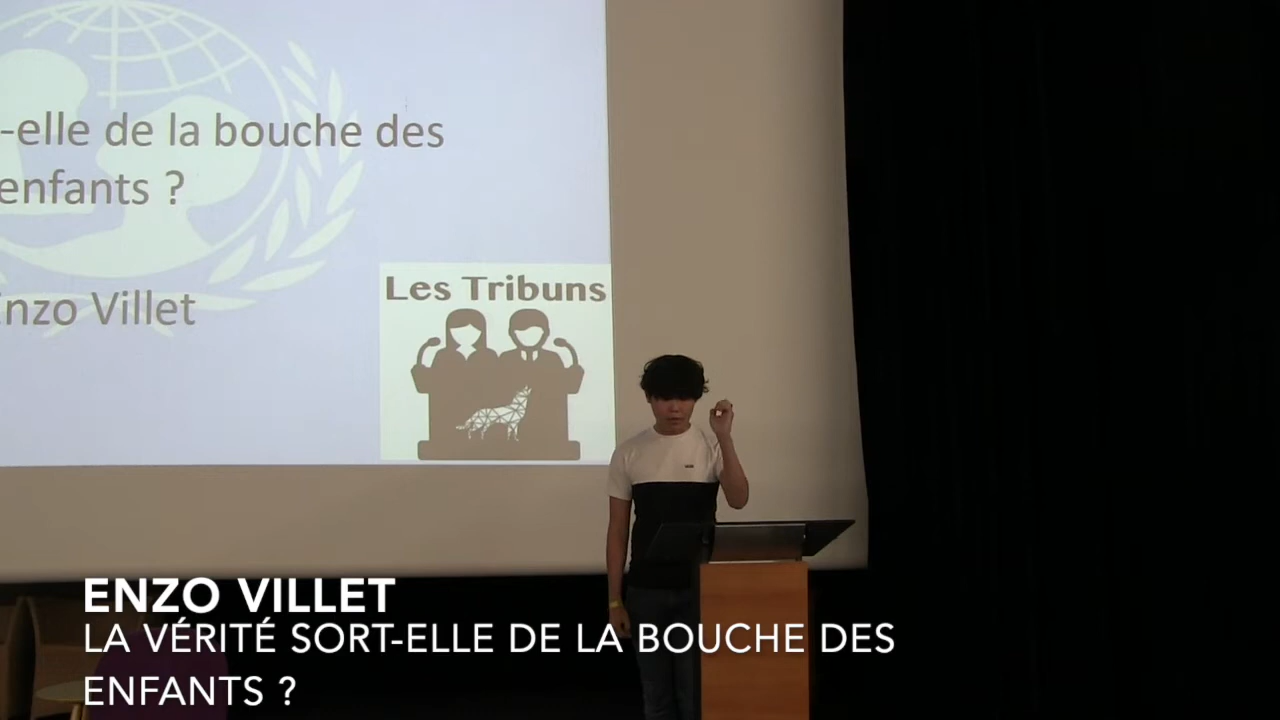 -elle de la bouche des
enfants ?
Enzo Villet
Les Tribuns
ENZO VILLET
LA VÉRITÉ SORT-ELLE DE LA BOUCHE DES
ENFANTS ?